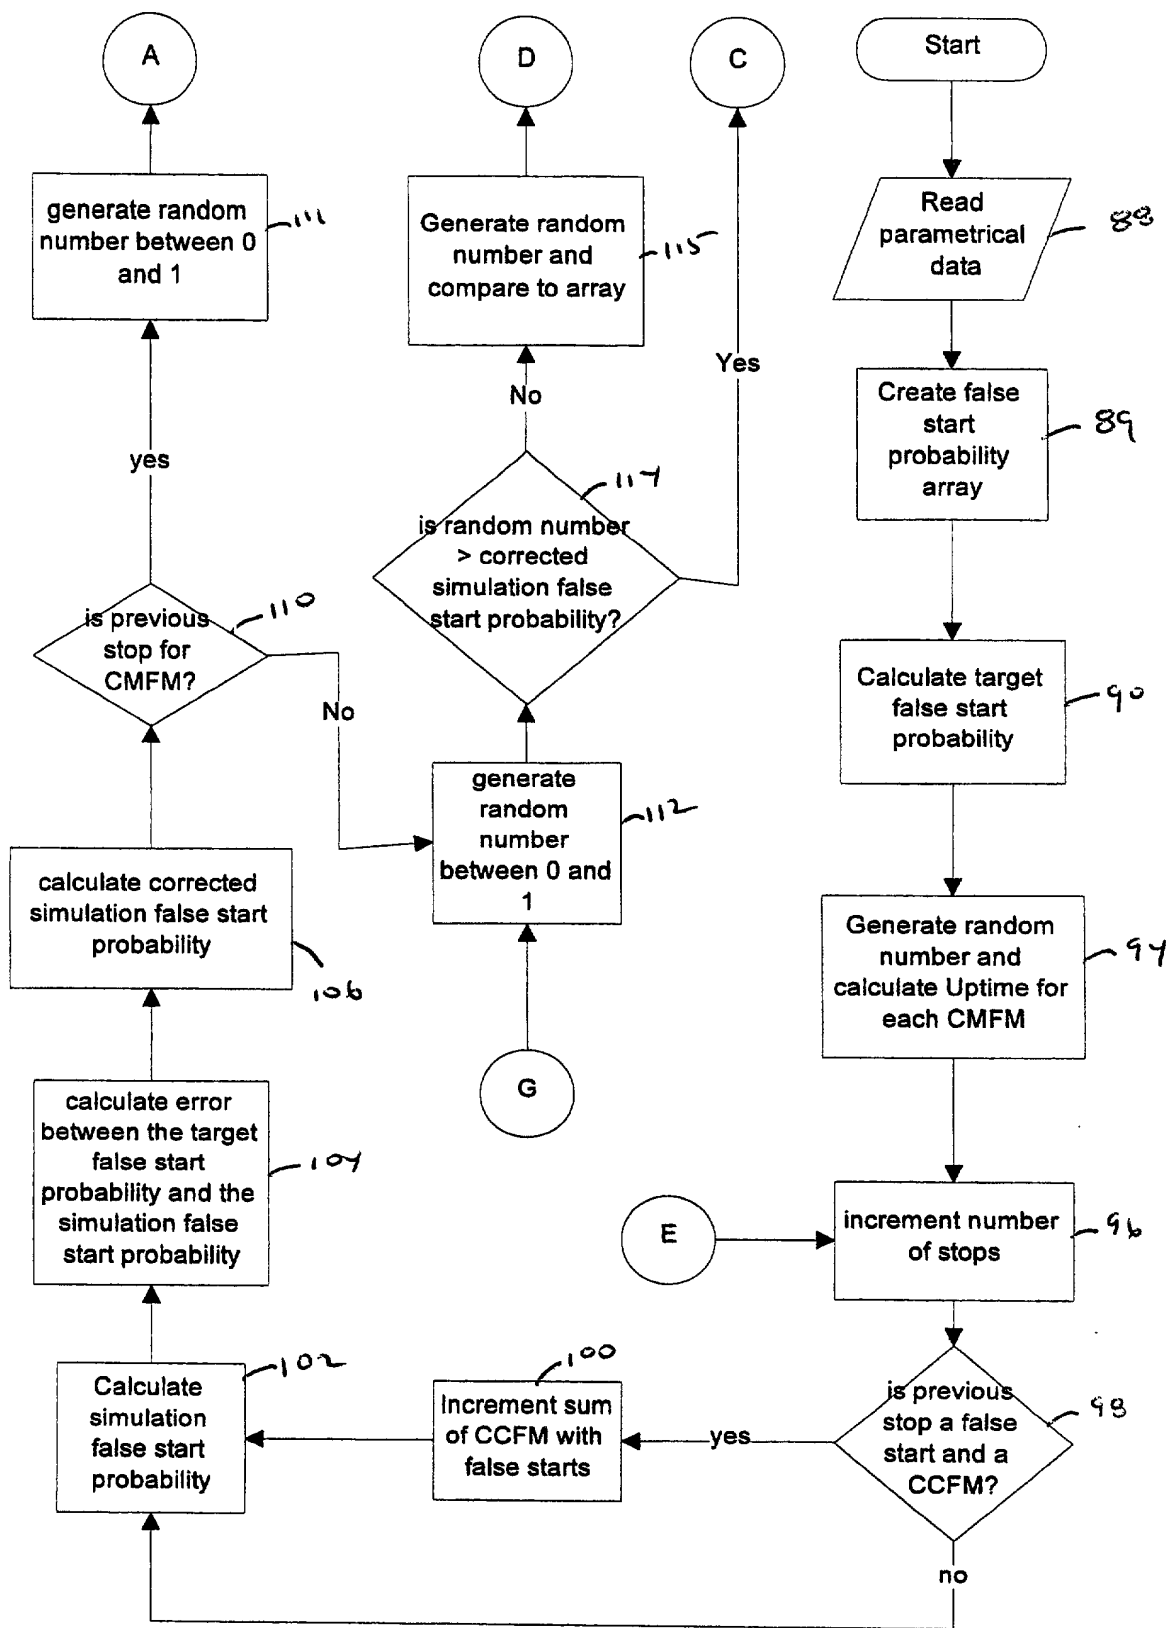 A
D
C
Start
generate random
number between 0
and 1
111
Generate random
number and
compare to array
115
Read
parametrical
data
88
Yes
Create false
start
probability
array
89
No
yes
is random number
> corrected
simulation false
start probability?
114
is previous
stop for
CMFM?
110
No
Calculate target
false start
probability
90
generate
random
number
between 0 and
1
112
calculate corrected
simulation false start
probability
106
Generate random
number and
calculate Uptime for
each CMFM
94
G
calculate error
between the target
false start
probability and the
simulation false
start probability
104
E
increment number
of stops
96
Calculate
simulation
false start
probability
102
Increment sum
of CCFM with
false starts
100
yes
is previous
stop a false
start and a
CCFM?
98
no